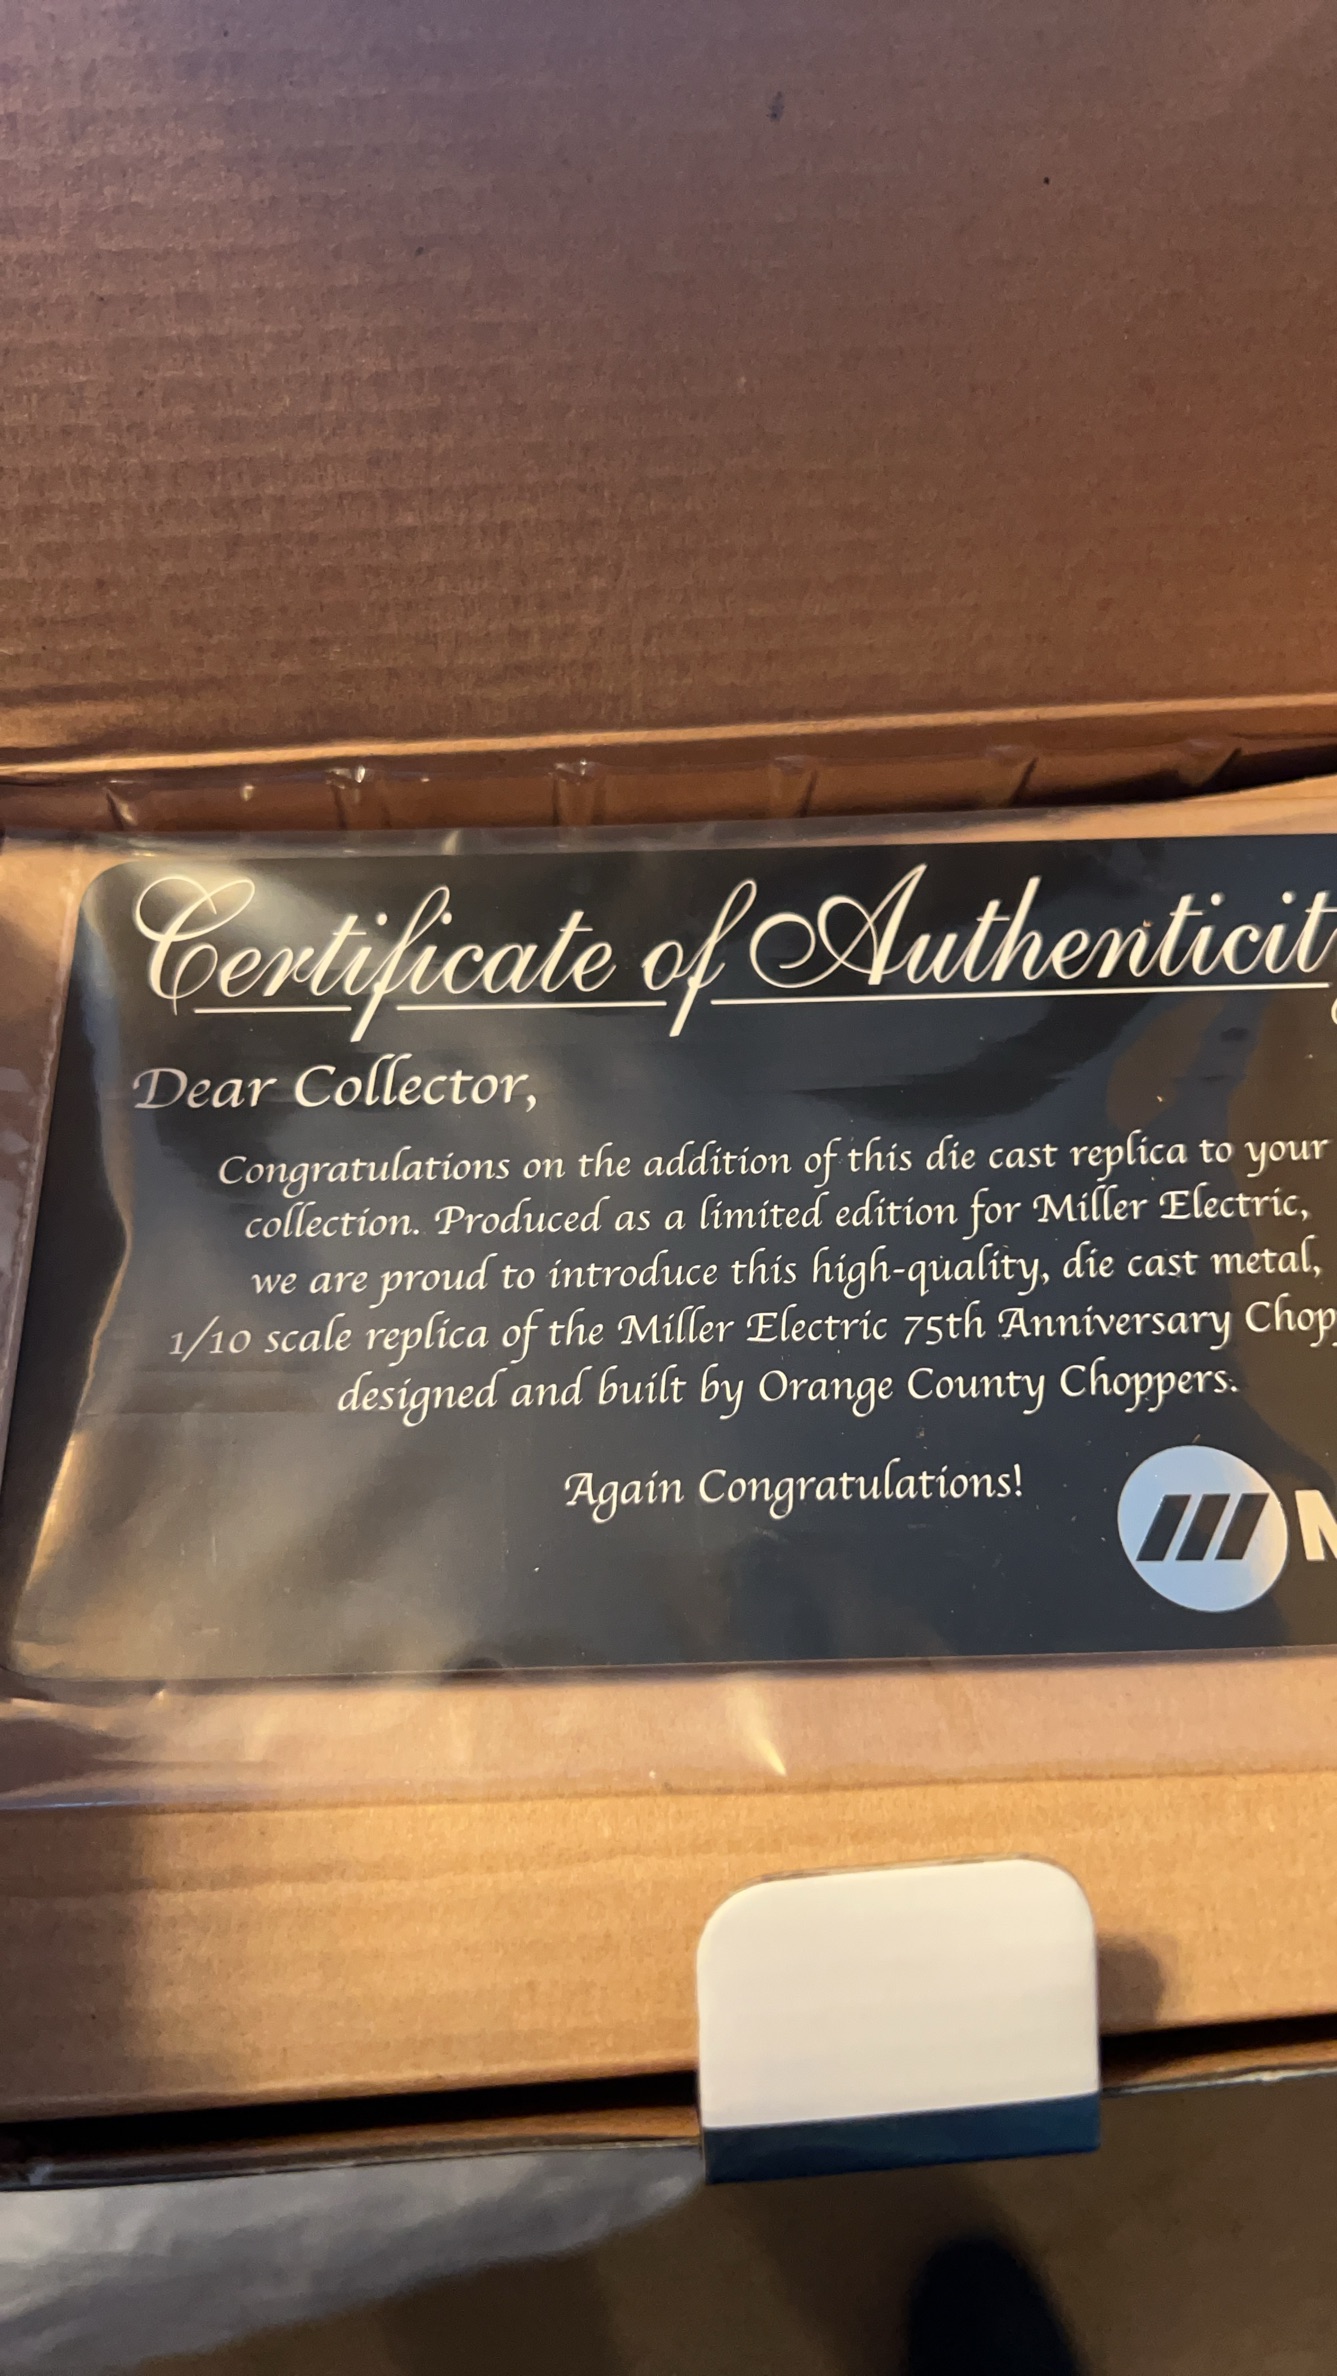 Certificate of Authenticit
Dear Collector,
Congratulations on the addition of this die cast replica to your
collection. Produced as a limited edition for Miller Electric,
we are proud to introduce this high-quality, die cast metal,
1/10 scale replica of the Miller Electric 75th Anniversary Chop
designed and built by Orange County Choppers.
Again Congratulations!
M